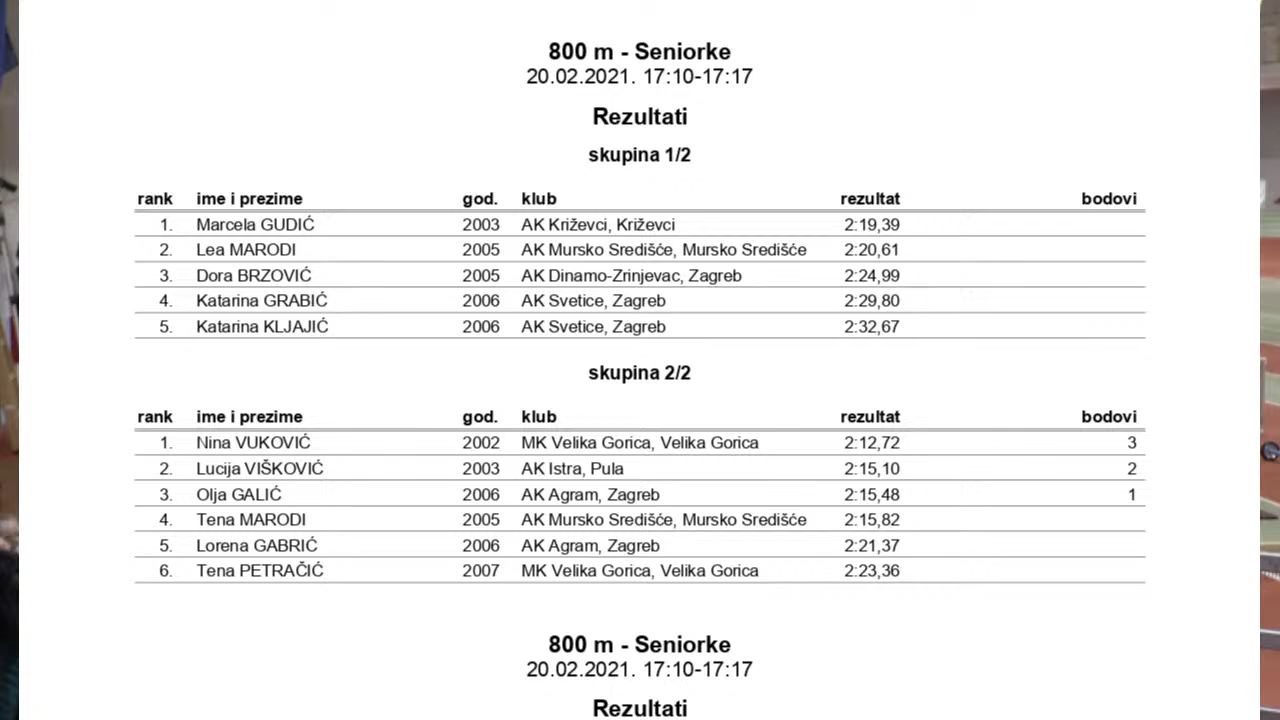 800 m - Seniorke
20.02.2021. 17:10-17:17
Rezultati
skupina 1/2
rank ime i prezime god. klub rezultat bodovi
1. Marcela GUDIĆ 2003 AK Križevci, Križevci 2:19,39
2. Lea MARODI 2005 AK Mursko Središće, Mursko Središće 2:20,61
3. Dora BRZOVIĆ 2005 AK Dinamo-Zrinjevac, Zagreb 2:24,99
4. Katarina GRABIĆ 2006 AK Svetice, Zagreb 2:29,80
5. Katarina KLJAJIĆ 2006 AK Svetice, Zagreb 2:32,67
skupina 2/2
rank ime i prezime god. klub rezultat bodovi
1. Nina VUKOVIĆ 2002 MK Velika Gorica, Velika Gorica 2:12,72 3
2. Lucija VIŠKOVIĆ 2003 AK Istra, Pula 2:15,10 2
3. Olja GALIĆ 2006 AK Agram, Zagreb 2:15,48 1
4. Tena MARODI 2005 AK Mursko Središće, Mursko Središće 2:15,82
5. Lorena GABRIĆ 2006 AK Agram, Zagreb 2:21,37
6. Tena PETRAČIĆ 2007 MK Velika Gorica, Velika Gorica 2:23,36
800 m - Seniorke
20.02.2021. 17:10-17:17
Rezultati